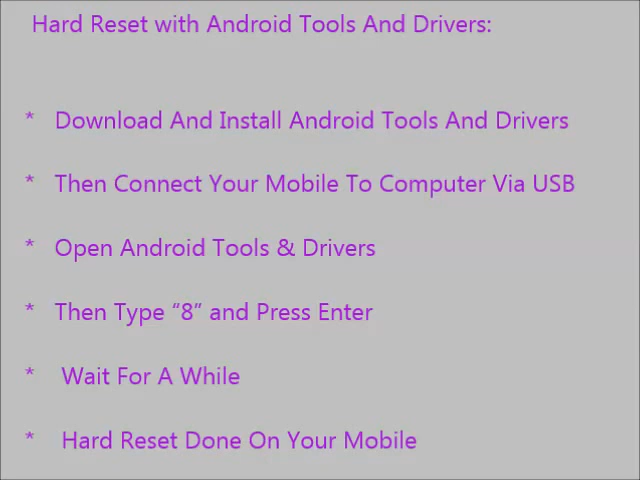 Hard Reset with Android Tools And Drivers:
* Download And Install Android Tools And Drivers
* Then Connect Your Mobile To Computer Via USB
* Open Android Tools & Drivers
* Then Type “8” and Press Enter
* Wait For A While
* Hard Reset Done On Your Mobile